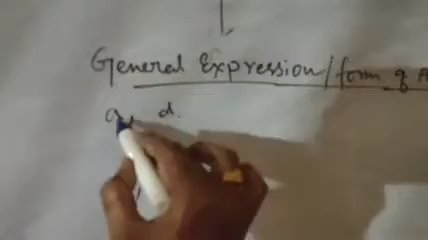 General Expression/form of A
a, d.